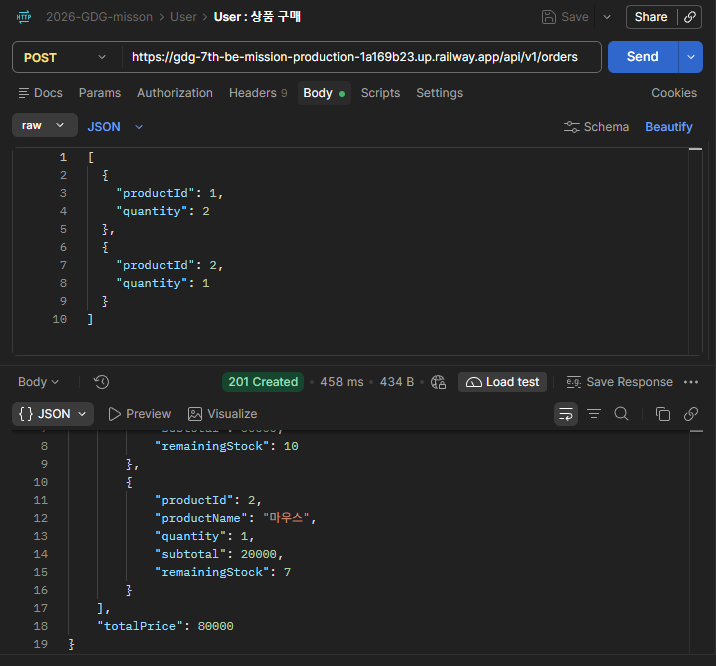 HTTP 2026-GDG-misson > User > User : 상품 구매 Save Share
POST https://gdg-7th-be-mission-production-1a169b23.up.railway.app/api/v1/orders Send
Docs Params Authorization Headers 9 Body Scripts Settings Cookies
raw JSON Schema Beautify
1 [
2 {
3 "productId": 1,
4 "quantity": 2
5 },
6 {
7 "productId": 2,
8 "quantity": 1
9 }
10 ]
Body 201 Created • 458 ms • 434 B Load test e.g. Save Response
{} JSON Preview Visualize
8 "remainingStock": 10
9 },
10 {
11 "productId": 2,
12 "productName": "마우스",
13 "quantity": 1,
14 "subtotal": 20000,
15 "remainingStock": 7
16 }
17 ],
18 "totalPrice": 80000
19 }